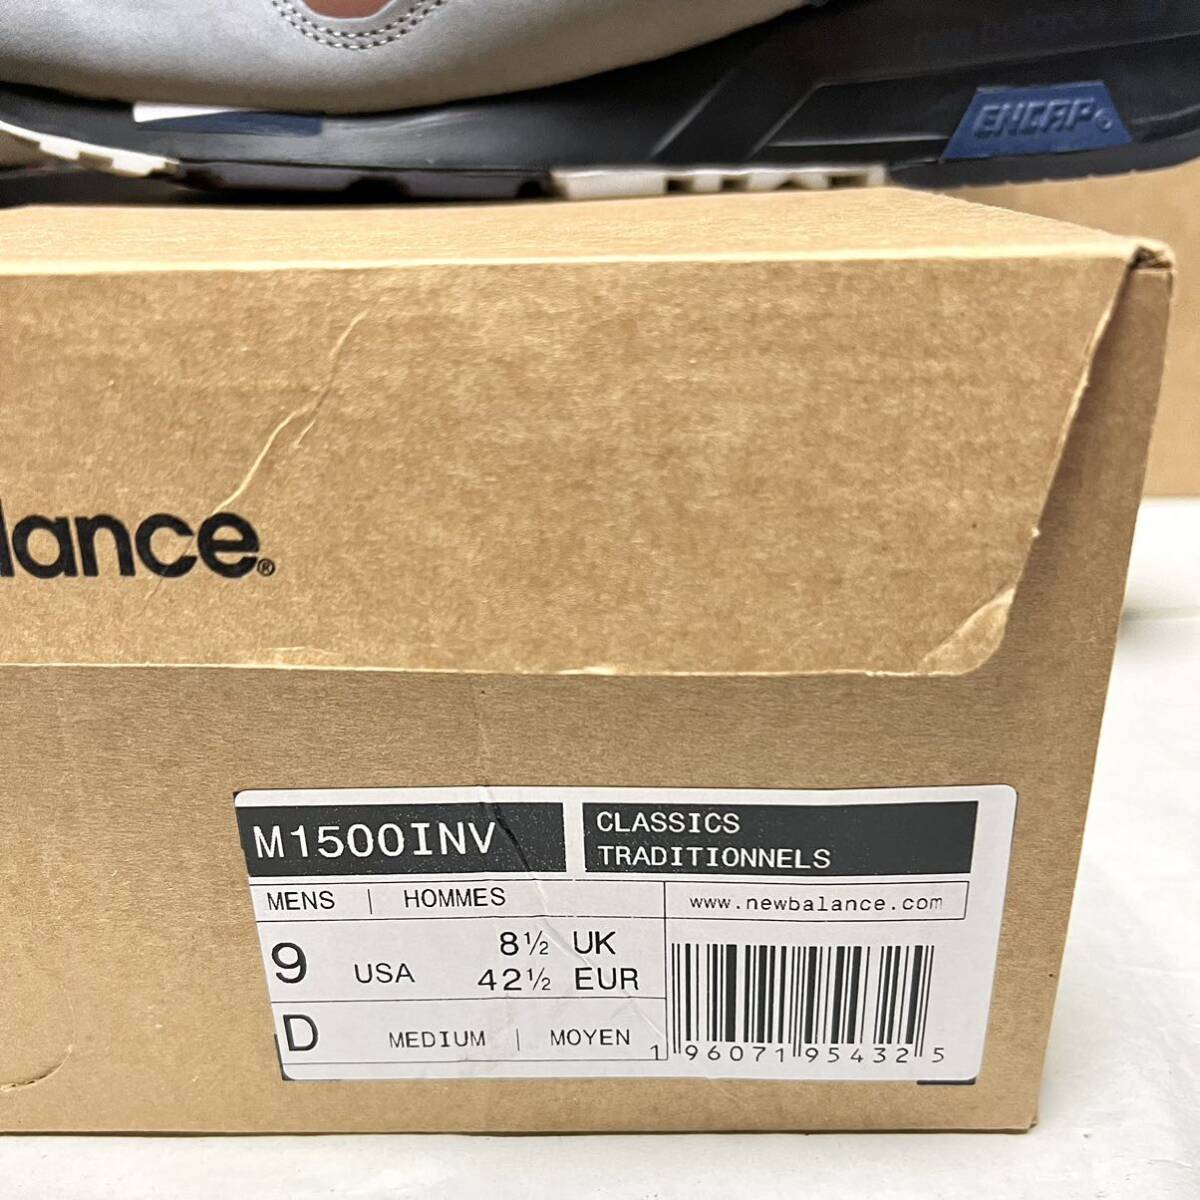 ENCAP
lance®
M1500INV
CLASSICS
TRADITIONNELS
MENS | HOMMES
www.newbalance.com
9 USA
8½ UK
42½ EUR
D MEDIUM | MOYEN
1 96071 95432 5